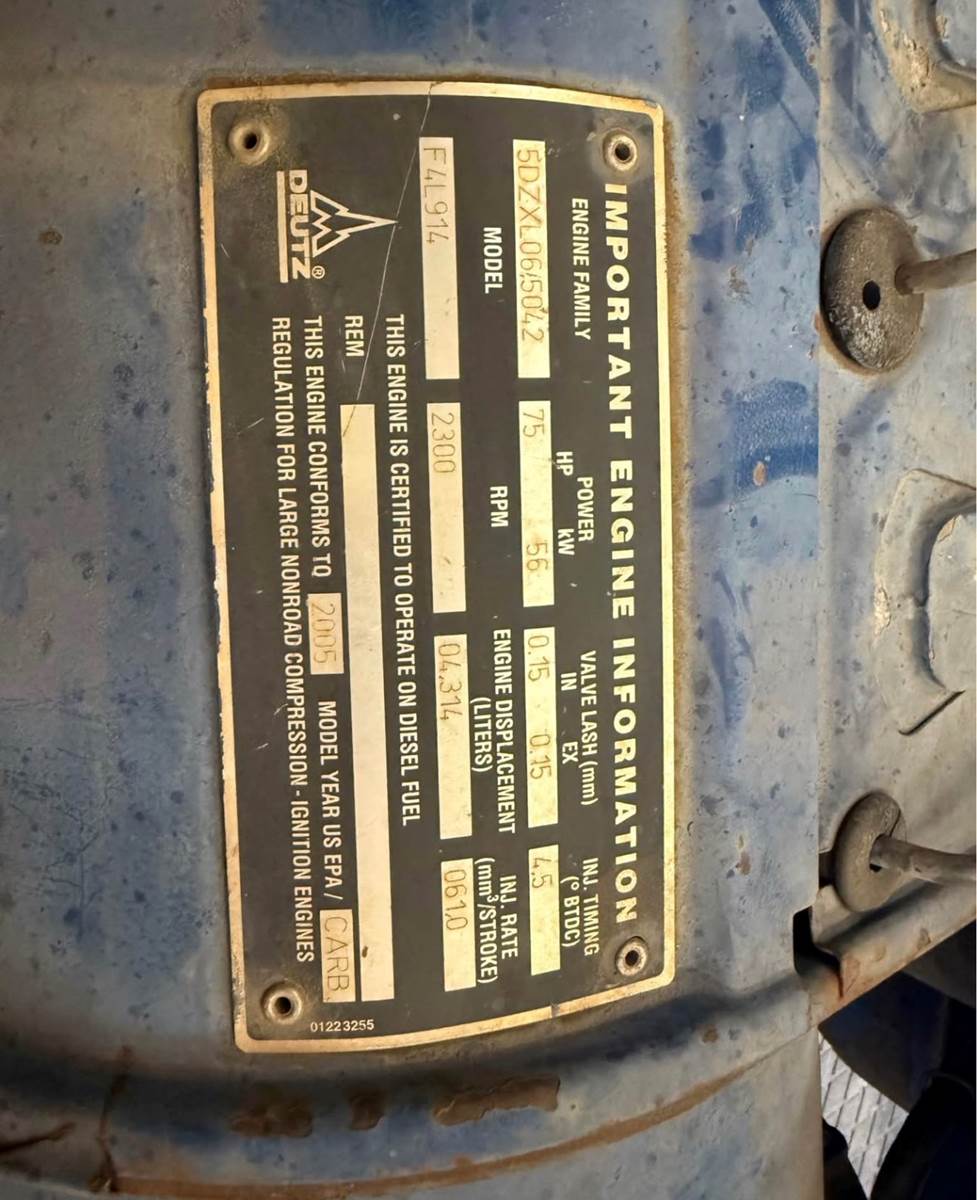 IMPORTANT ENGINE INFORMATION
ENGINE FAMILY POWER VALVE LASH (mm) INJ. TIMING
HP kW IN - EX (° BTDC)
5DZXL06.5042 75 56 0.15 0.15 4.5
MODEL RPM ENGINE DISPLACEMENT INJ. RATE
(LITERS) (mm³/STROKE)
F4L914 2300 04.314 061.0
THIS ENGINE IS CERTIFIED TO OPERATE ON DIESEL FUEL
REM
THIS ENGINE CONFORMS TO 2005 MODEL YEAR US EPA / CARB
REGULATION FOR LARGE NONROAD COMPRESSION - IGNITION ENGINES
DEUTZ®
01223255